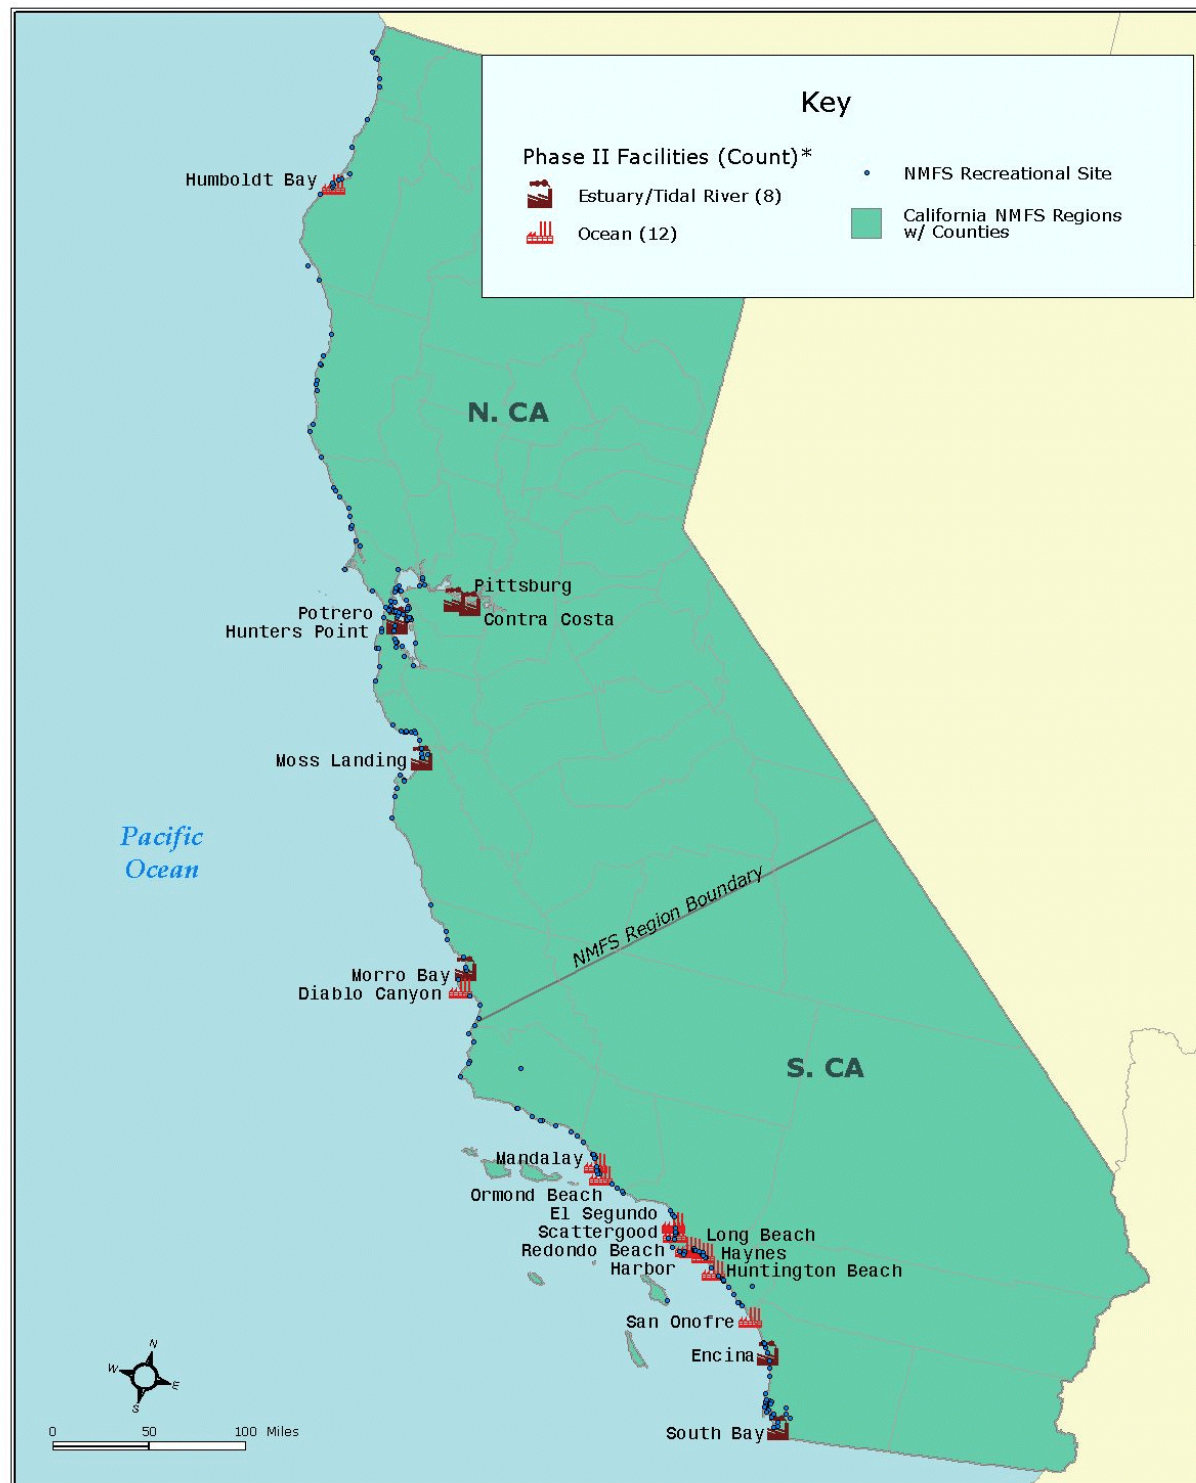 Key
Phase II Facilities (Count)*
Estuary/Tidal River (8)
Ocean (12)
NMFS Recreational Site
California NMFS Regions
w/ Counties
Humboldt Bay
N. CA
Pittsburg
Contra Costa
Potrero
Hunters Point
Moss Landing
Pacific
Ocean
NMFS Region Boundary
Morro Bay
Diablo Canyon
S. CA
Mandalay
Ormond Beach
El Segundo
Scattergood
Long Beach
Redondo Beach
Haynes
Harbor
Huntington Beach
San Onofre
Encina
South Bay
N
W
E
S
0 50 100 Miles